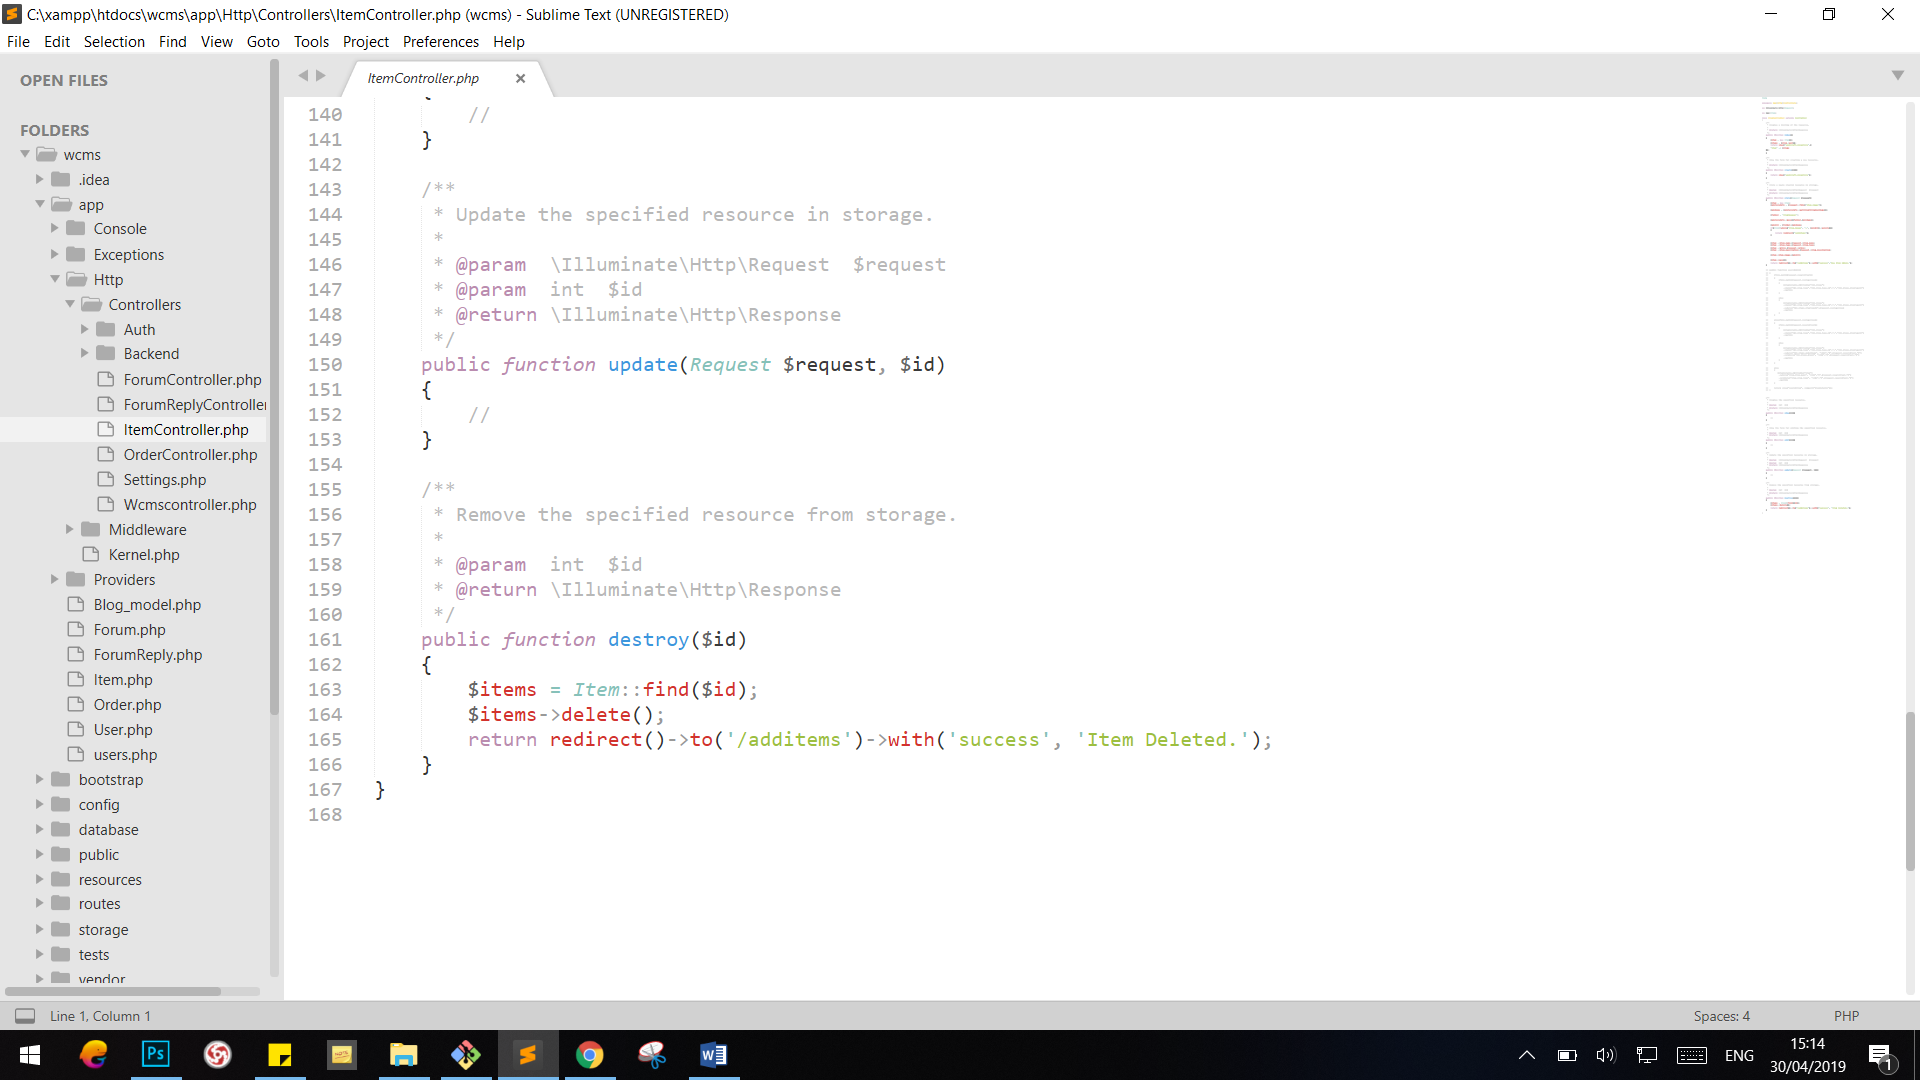 C:\xampp\htdocs\wcms\app\Http\Controllers\ItemController.php (wcms) - Sublime Text (UNREGISTERED)
File Edit Selection Find View Goto Tools Project Preferences Help
OPEN FILES
FOLDERS
wcms
.idea
app
Console
Exceptions
Http
Controllers
Auth
Backend
ForumController.php
ForumReplyController
ItemController.php
OrderController.php
Settings.php
Wcmscontroller.php
Middleware
Kernel.php
Providers
Blog_model.php
Forum.php
ForumReply.php
Item.php
Order.php
User.php
users.php
bootstrap
config
database
public
resources
routes
storage
tests
vendor
ItemController.php
140 //
141 }
142
143 /**
144 * Update the specified resource in storage.
145 *
146 * @param \Illuminate\Http\Request $request
147 * @param int $id
148 * @return \Illuminate\Http\Response
149 */
150 public function update(Request $request, $id)
151 {
152 //
153 }
154
155 /**
156 * Remove the specified resource from storage.
157 *
158 * @param int $id
159 * @return \Illuminate\Http\Response
160 */
161 public function destroy($id)
162 {
163 $items = Item::find($id);
164 $items->delete();
165 return redirect()->to('/additems')->with('success', 'Item Deleted.');
166 }
167 }
168
Line 1, Column 1 Spaces: 4 PHP
Ps
ENG
15:14
30/04/2019
1